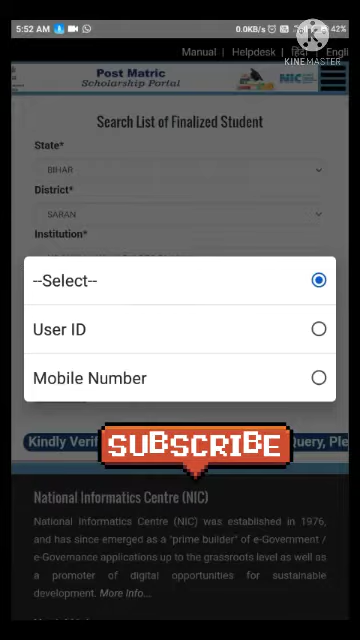 5:52 AM
0.0KB/s
42%
KINEMASTER
Manual | Helpdesk | हिंदी | Engli
Post Matric
Scholarship Portal
NIC
Search List of Finalized Student
State*
BIHAR
District*
SARAN
Institution*
--Select--
User ID
Mobile Number
SUBSCRIBE
Kindly Verif
Query, Ple
National Informatics Centre (NIC)
National Informatics Centre (NIC) was established in 1976,
and has since emerged as a "prime builder" of e-Government /
e-Governance applications up to the grassroots level as well as
a promoter of digital opportunities for sustainable
development. More Info...